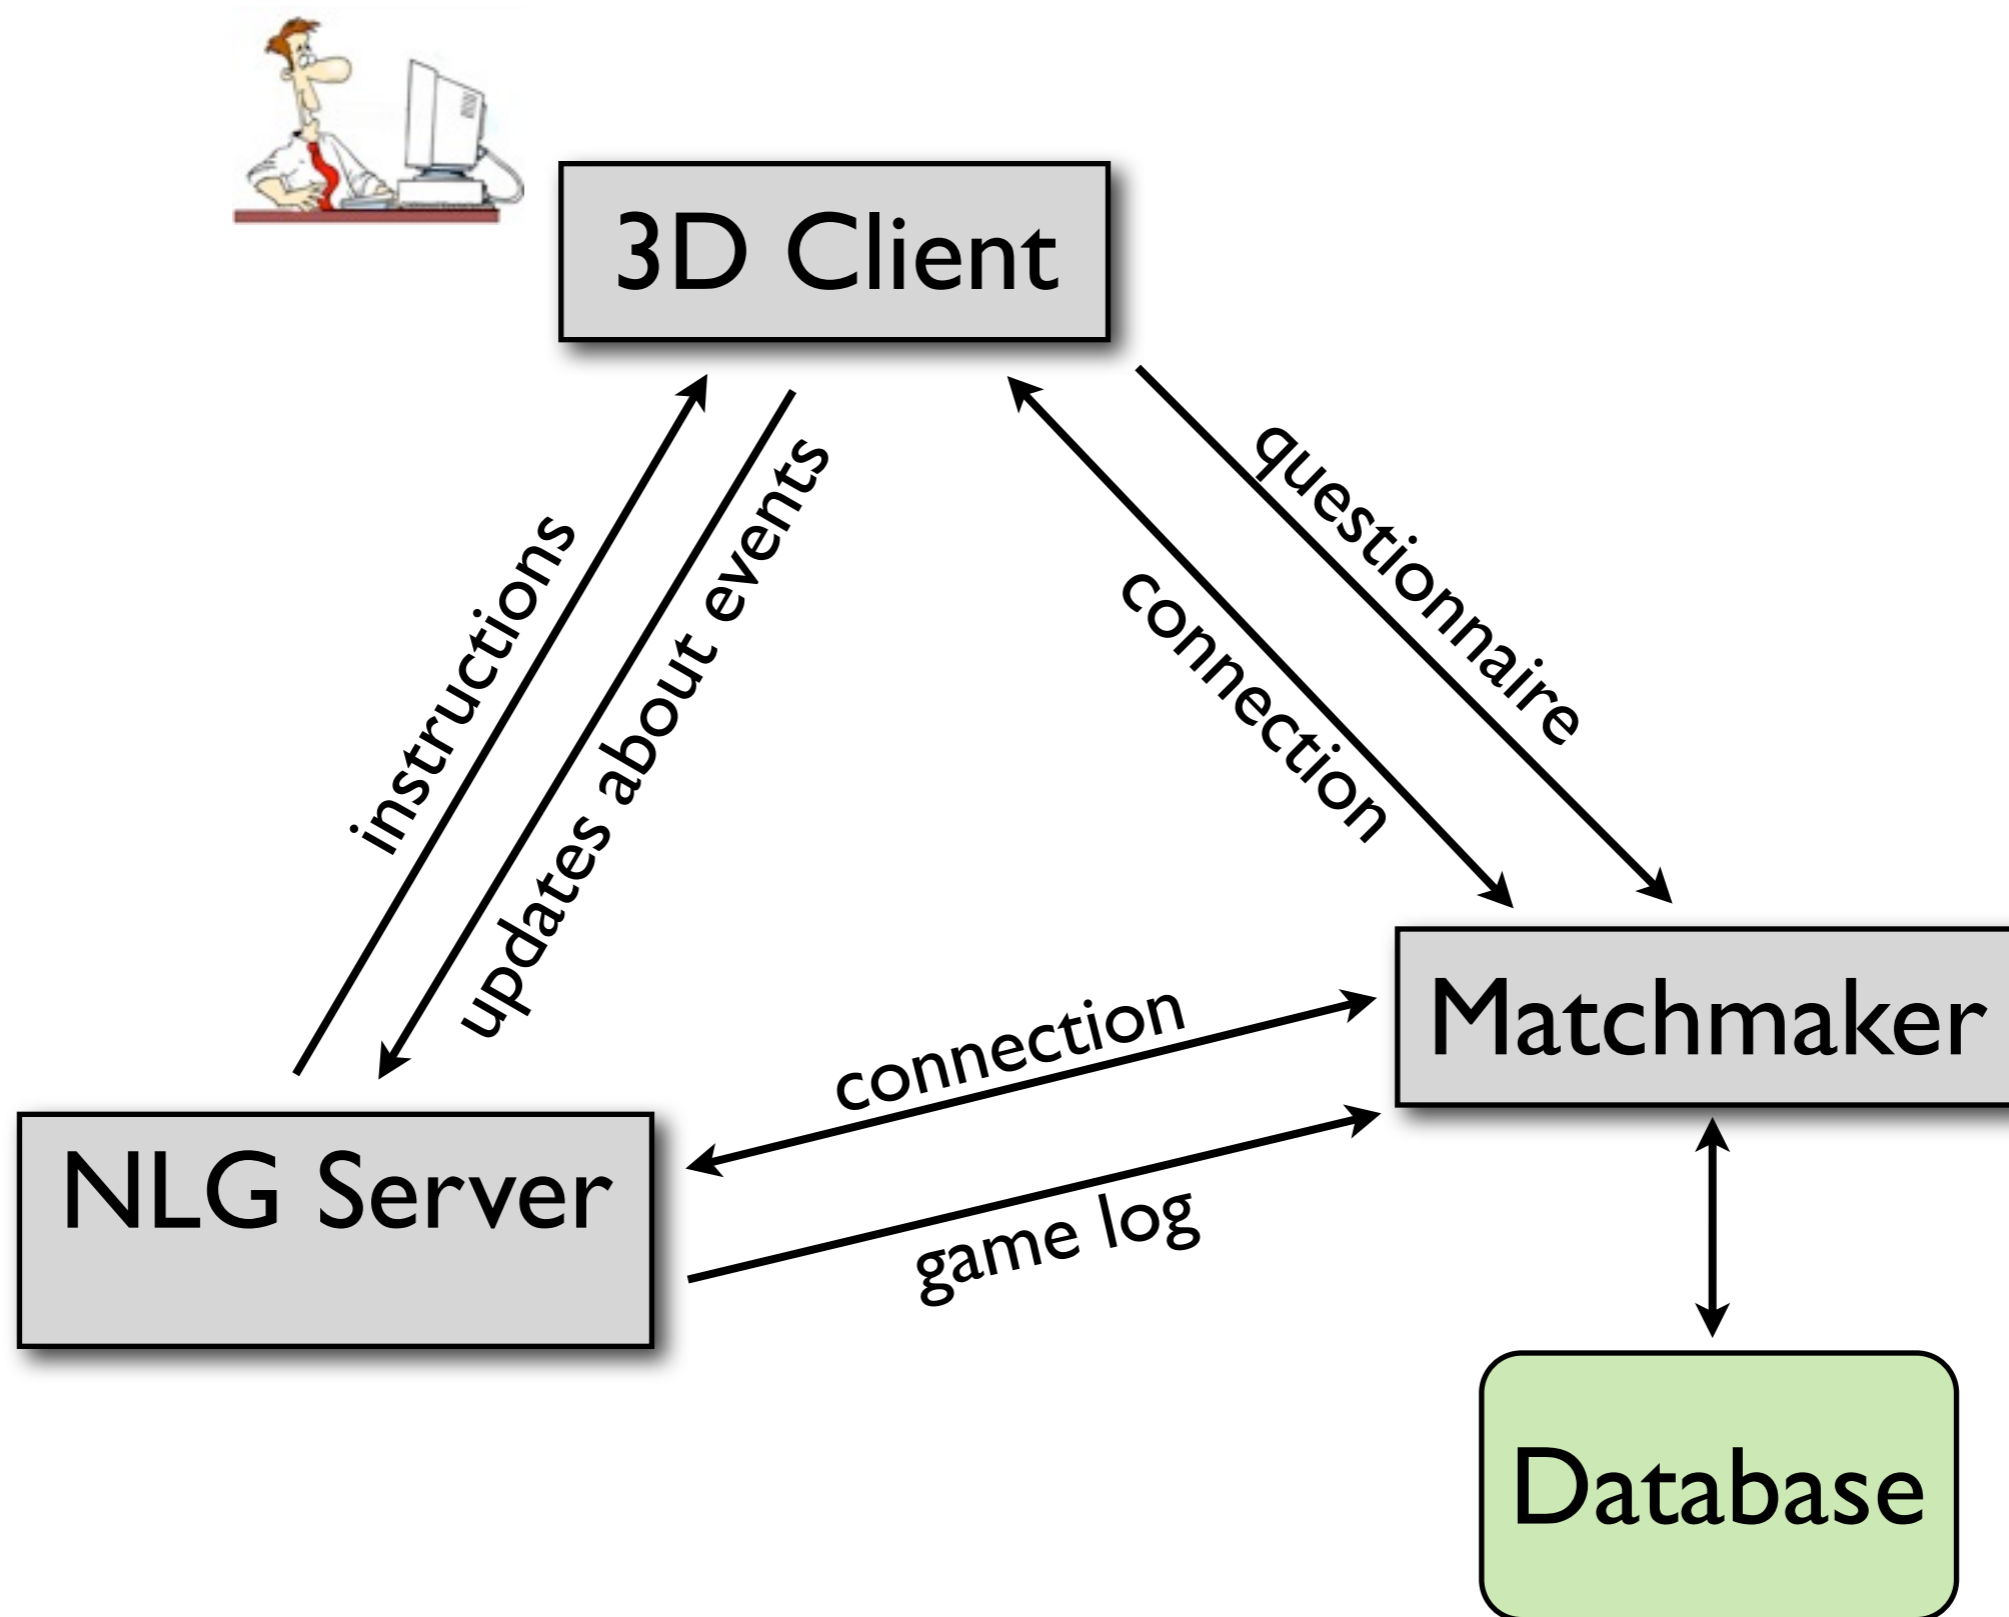 3D Client
instructions
updates about events
connection
questionnaire
connection
game log
Matchmaker
NLG Server
Database